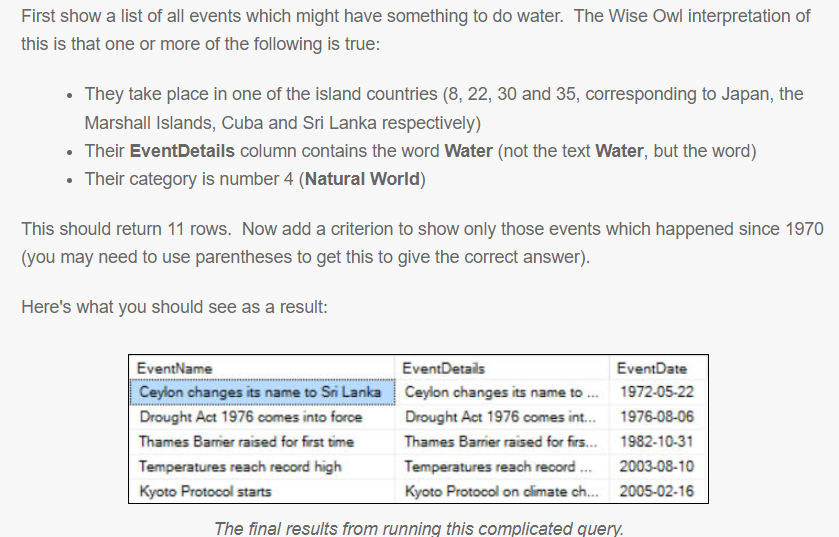 First show a list of all events which might have something to do water.  The Wise Owl interpretation of
this is that one or more of the following is true:
• They take place in one of the island countries (8, 22, 30 and 35, corresponding to Japan, the
Marshall Islands, Cuba and Sri Lanka respectively)
• Their EventDetails column contains the word Water (not the text Water, but the word)
• Their category is number 4 (Natural World)
This should return 11 rows.  Now add a criterion to show only those events which happened since 1970
(you may need to use parentheses to get this to give the correct answer).
Here's what you should see as a result:
EventName EventDetails EventDate
Ceylon changes its name to Sri Lanka Ceylon changes its name to ... 1972-05-22
Drought Act 1976 comes into force Drought Act 1976 comes int... 1976-08-06
Thames Barrier raised for first time Thames Barrier raised for firs... 1982-10-31
Temperatures reach record high Temperatures reach record ... 2003-08-10
Kyoto Protocol starts Kyoto Protocol on climate ch... 2005-02-16
The final results from running this complicated query.